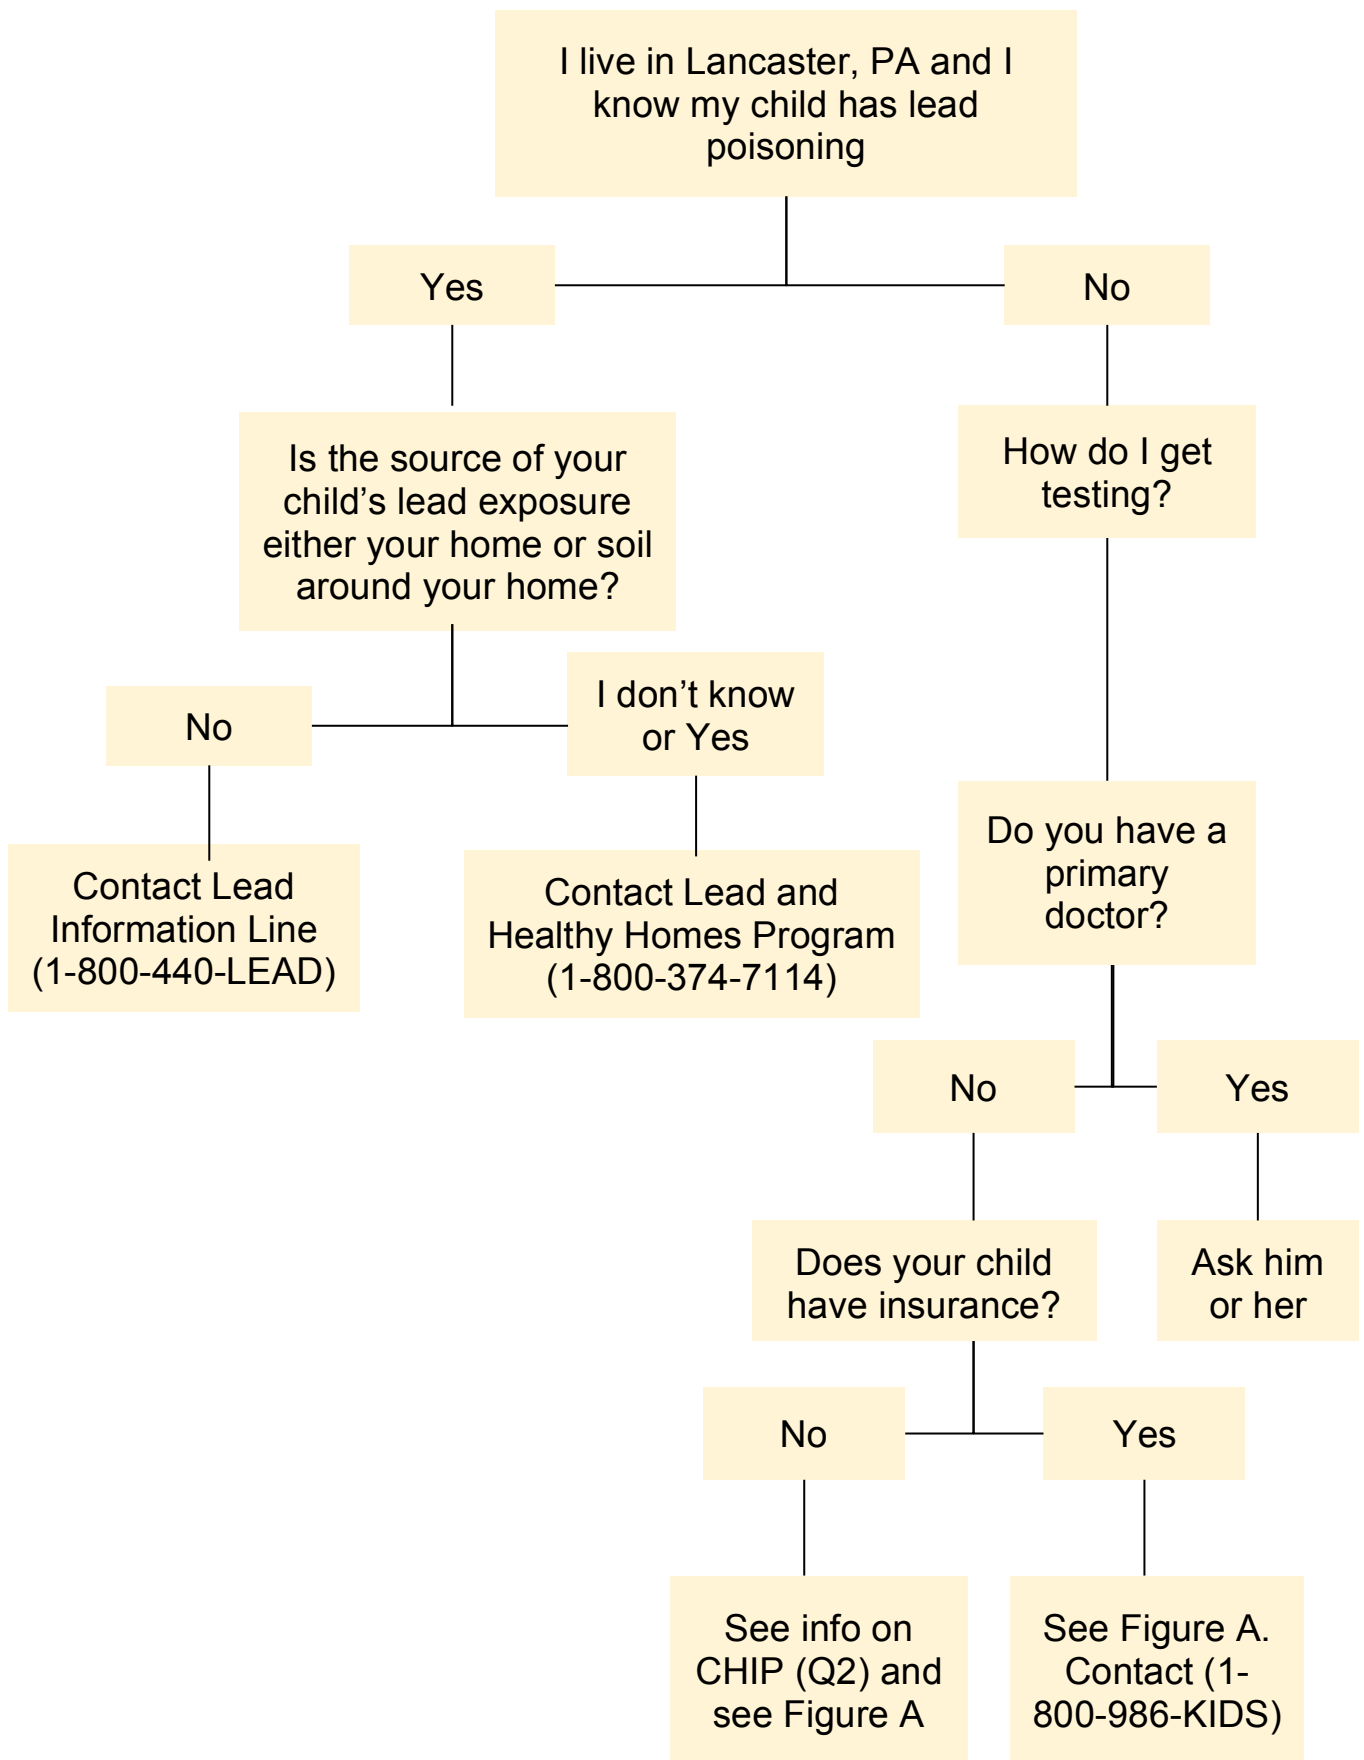 I live in Lancaster, PA and I
know my child has lead
poisoning
Yes
No
Is the source of your
child's lead exposure
either your home or soil
around your home?
How do I get
testing?
No
I don't know
or Yes
Contact Lead
Information Line
(1-800-440-LEAD)
Contact Lead and
Healthy Homes Program
(1-800-374-7114)
Do you have a
primary
doctor?
No
Yes
Does your child
have insurance?
Ask him
or her
No
Yes
See info on
CHIP (Q2) and
see Figure A
See Figure A.
Contact (1-
800-986-KIDS)